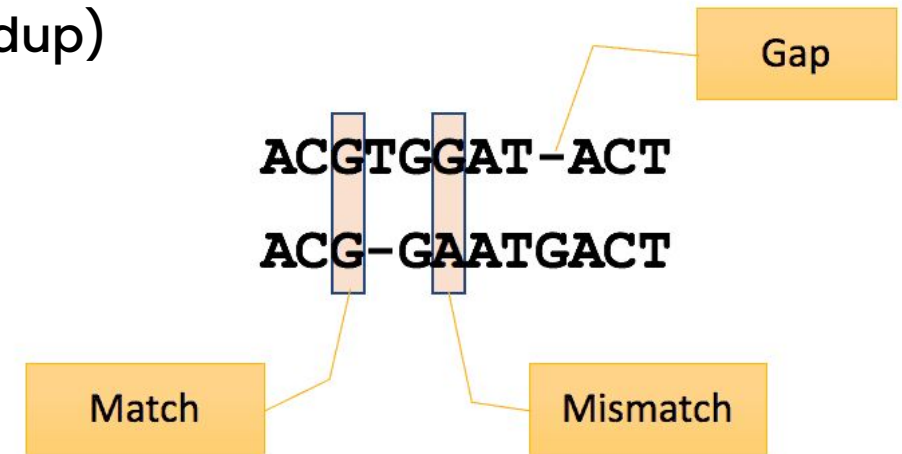 dup)
Gap
ACGTGGAT-ACT
ACG-GAATGACT
Match
Mismatch